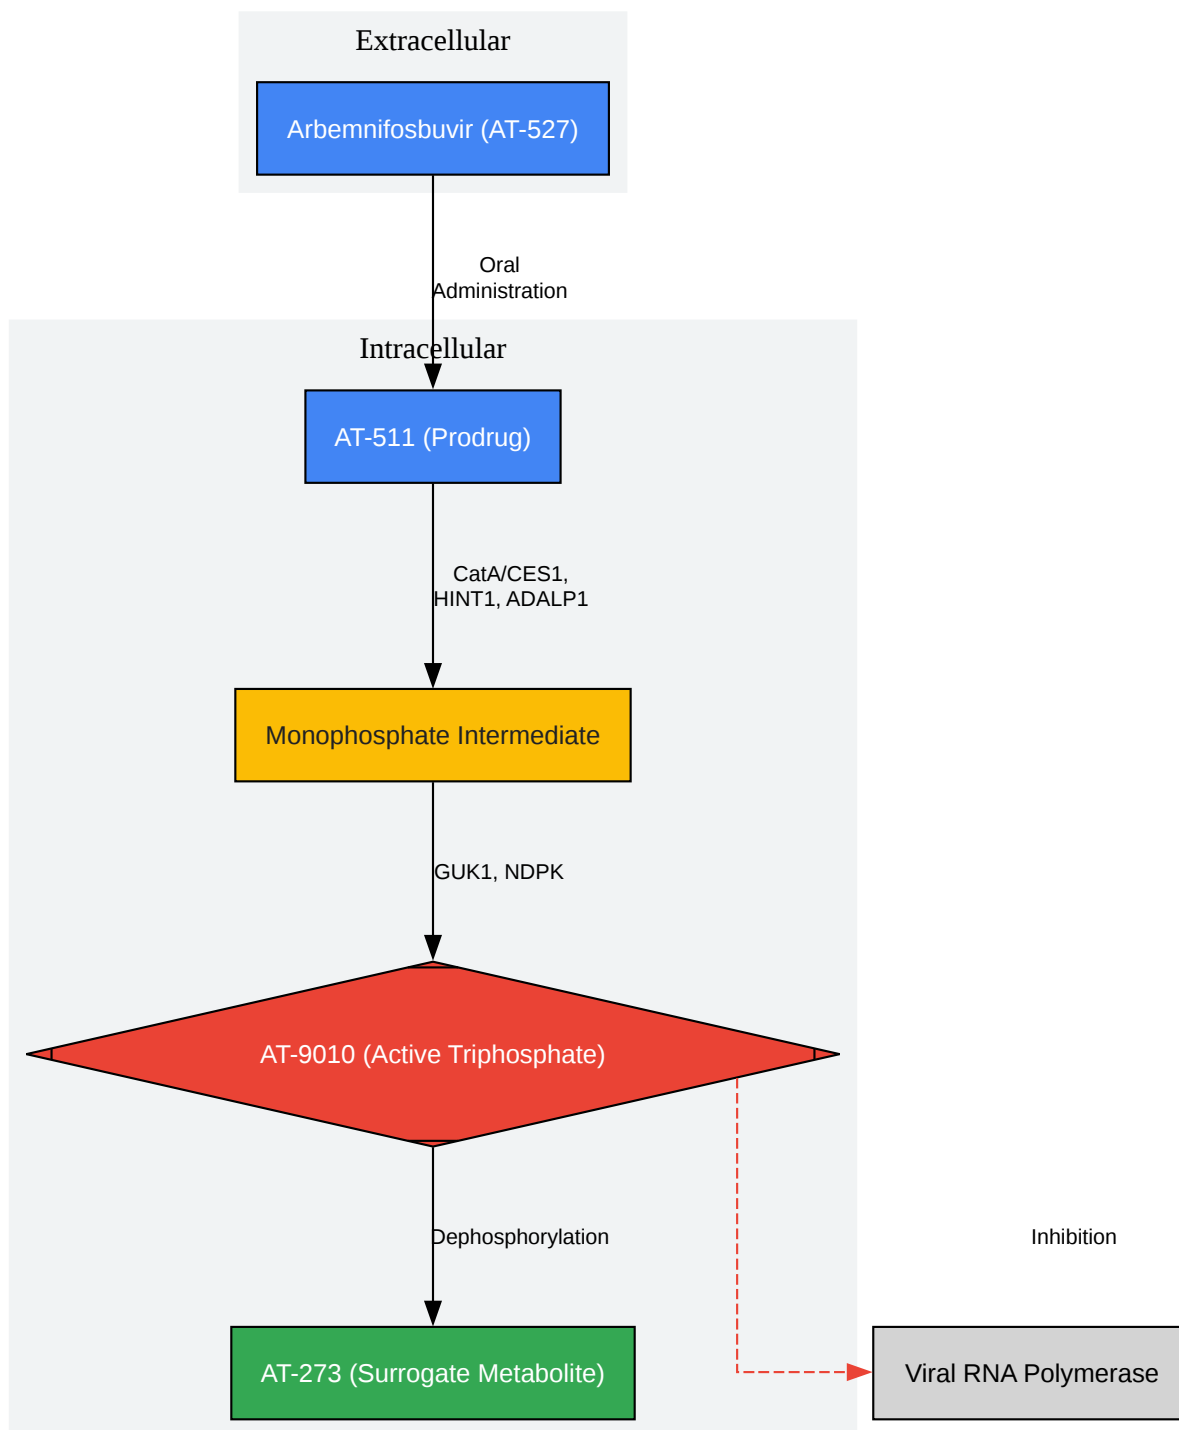 Extracellular
Arbemnifosbuvir (AT-527)
Oral
Administration
Intracellular
AT-511 (Prodrug)
CatA/CES1,
HINT1, ADALP1
Monophosphate Intermediate
GUK1, NDPK
AT-9010 (Active Triphosphate)
Dephosphorylation
Inhibition
AT-273 (Surrogate Metabolite)
Viral RNA Polymerase